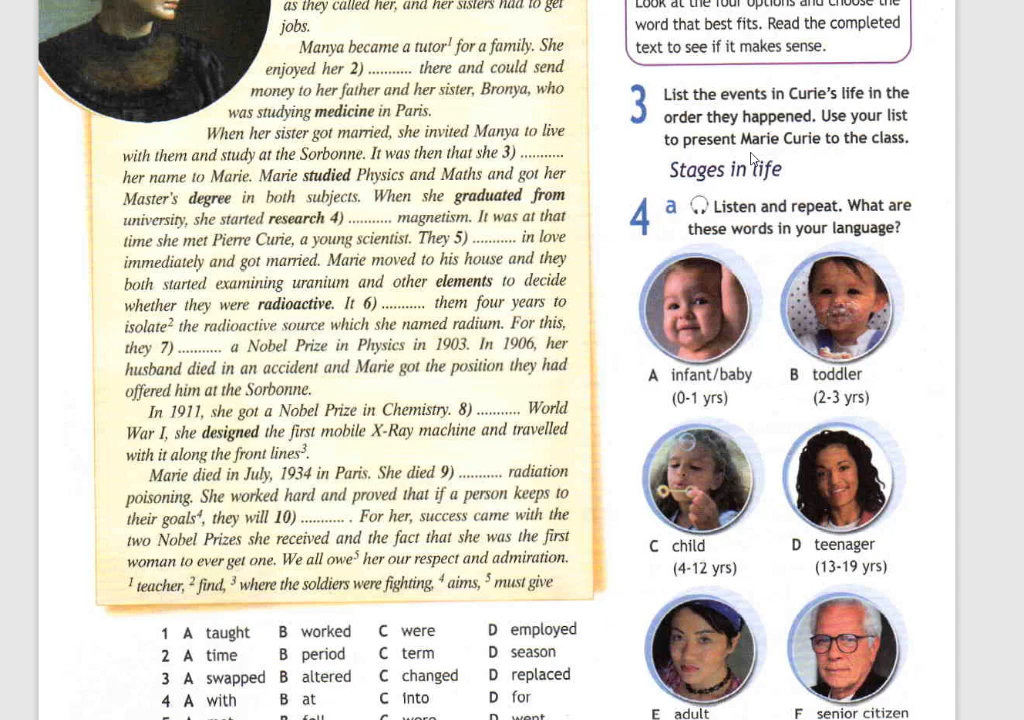 as they called her, and her sisters had to get
jobs.
Manya became a tutor¹ for a family. She
enjoyed her 2) ........... there and could send
money to her father and her sister, Bronya, who
was studying medicine in Paris.
When her sister got married, she invited Manya to live
with them and study at the Sorbonne. It was then that she 3) ...........
her name to Marie. Marie studied Physics and Maths and got her
Master's degree in both subjects. When she graduated from
university, she started research 4) ........... magnetism. It was at that
time she met Pierre Curie, a young scientist. They 5) ........... in love
immediately and got married. Marie moved to his house and they
both started examining uranium and other elements to decide
whether they were radioactive. It 6) ........... them four years to
isolate² the radioactive source which she named radium. For this,
they 7) ........... a Nobel Prize in Physics in 1903. In 1906, her
husband died in an accident and Marie got the position they had
offered him at the Sorbonne.
In 1911, she got a Nobel Prize in Chemistry. 8) ........... World
War I, she designed the first mobile X-Ray machine and travelled
with it along the front lines³.
Marie died in July, 1934 in Paris. She died 9) ........... radiation
poisoning. She worked hard and proved that if a person keeps to
their goals⁴, they will 10) ........... . For her, success came with the
two Nobel Prizes she received and the fact that she was the first
woman to ever get one. We all owe⁵ her our respect and admiration.
¹ teacher, ² find, ³ where the soldiers were fighting, ⁴ aims, ⁵ must give
1 A taught B worked C were D employed
2 A time B period C term D season
3 A swapped B altered C changed D replaced
4 A with B at C into D for
Look at the four options and choose the
word that best fits. Read the completed
text to see if it makes sense.
3 List the events in Curie's life in the
order they happened. Use your list
to present Marie Curie to the class.
Stages in life
4 a Listen and repeat. What are
these words in your language?
A infant/baby
(0-1 yrs)
B toddler
(2-3 yrs)
C child
(4-12 yrs)
D teenager
(13-19 yrs)
E adult
F senior citizen